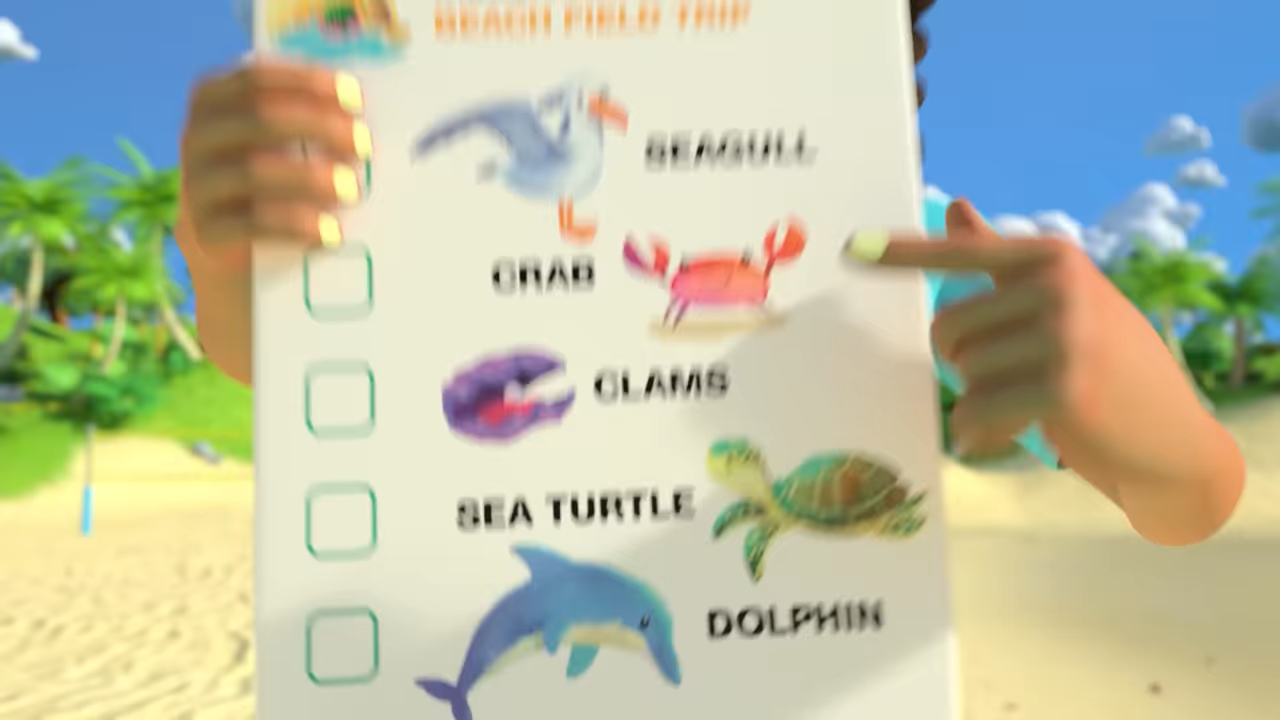 BEACH FIELD TRIP
SEAGULL
CRAB
CLAMS
SEA TURTLE
DOLPHIN